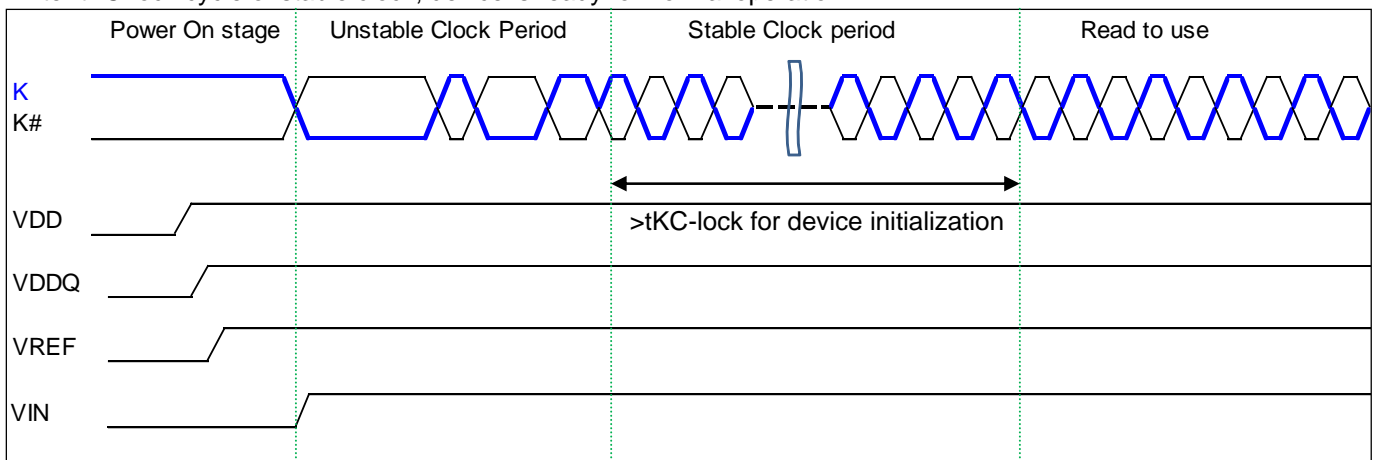 Power On stage Unstable Clock Period Stable Clock period Read to use
K
K#
VDD
>tKC-lock for device initialization
VDDQ
VREF
VIN